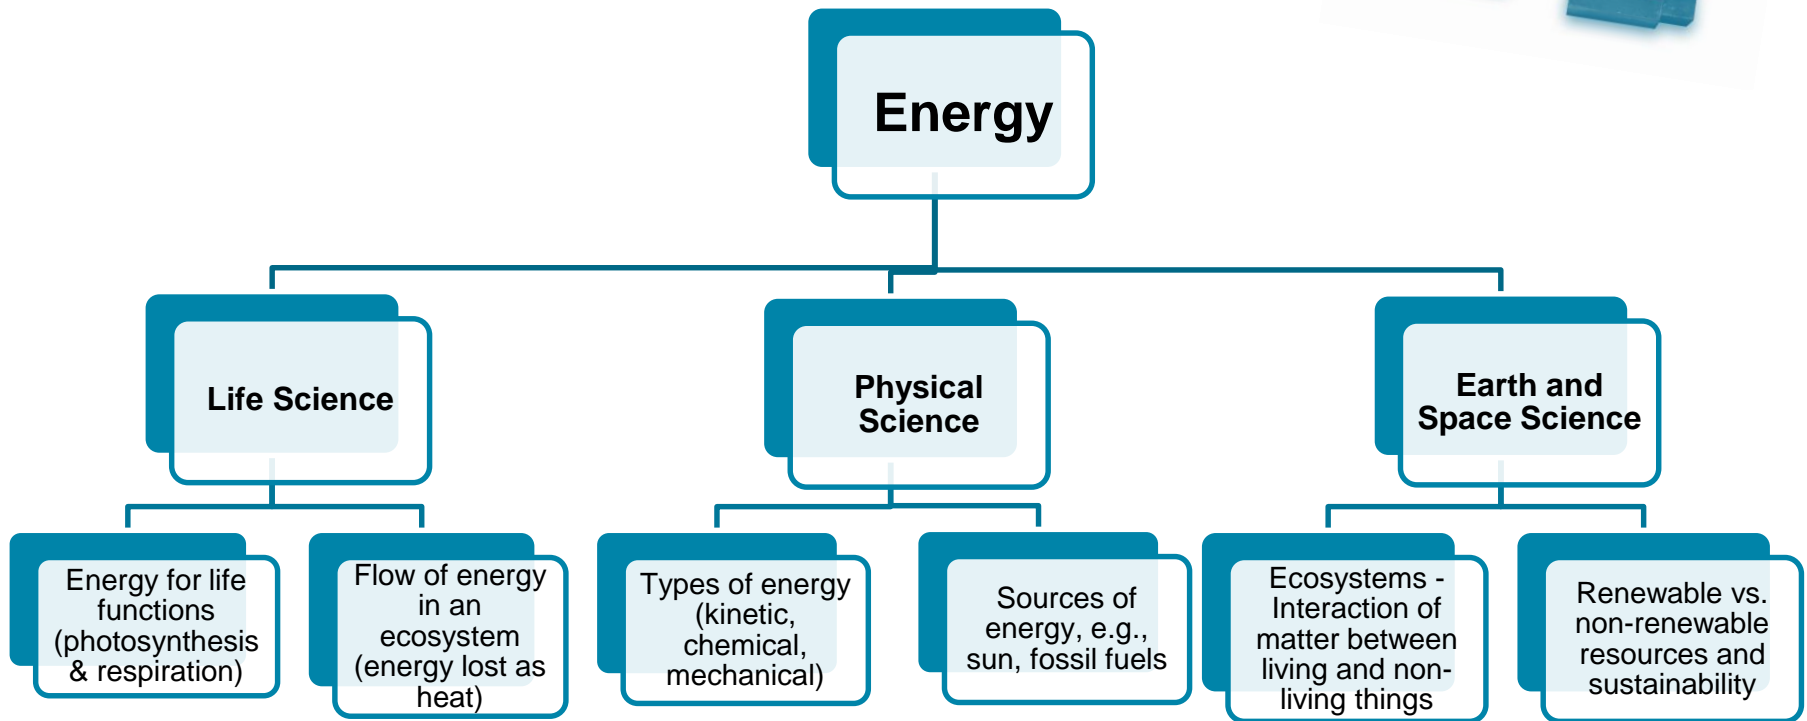 Energy
Life Science
Physical
Science
Earth and
Space Science
Energy for life
functions
(photosynthesis
& respiration)
Flow of energy
in an
ecosystem
(energy lost as
heat)
Types of energy
(kinetic,
chemical,
mechanical)
Sources of
energy, e.g.,
sun, fossil fuels
Ecosystems -
Interaction of
matter between
living and non-
living things
Renewable vs.
non-renewable
resources and
sustainability